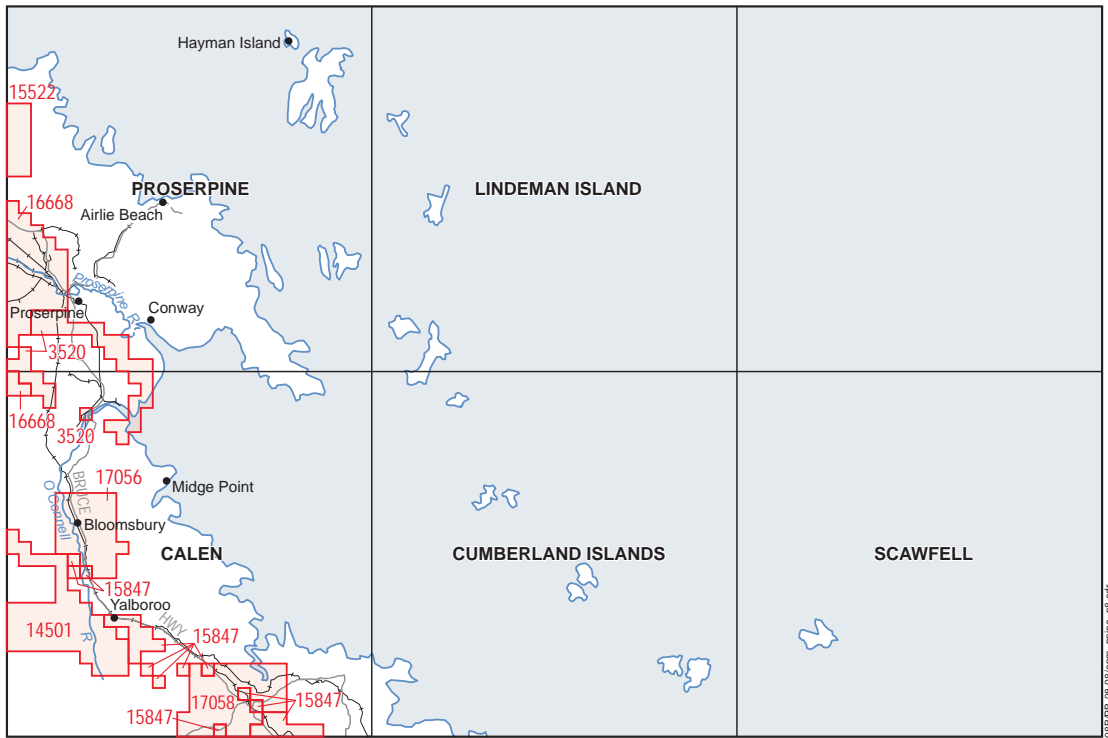 Hayman Island
15522
PROSERPINE
LINDEMAN ISLAND
16668
Airlie Beach
Proserpine R
Proserpine
Conway
3520
16668
3520
17056
BRUCE
O'Connell
Midge Point
Bloomsbury
CALEN
CUMBERLAND ISLANDS
SCAWFELL
15847
Yalboroo
HWY
14501
R
15847
17058
15847
15847